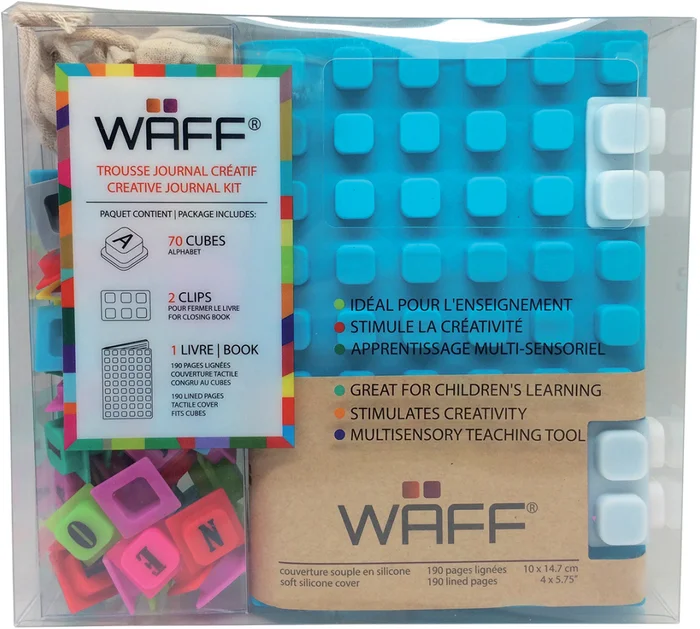 WAFF®
TROUSSE JOURNAL CRÉATIF
CREATIVE JOURNAL KIT
PAQUET CONTIENT | PACKAGE INCLUDES:
A
70 CUBES
ALPHABET
2 CLIPS
POUR FERMER LE LIVRE
FOR CLOSING BOOK
1 LIVRE | BOOK
190 PAGES LIGNÉES
COUVERTURE TACTILE
CONGRU AU CUBES
190 LINED PAGES
TACTILE COVER
FITS CUBES
IDÉAL POUR L'ENSEIGNEMENT
STIMULE LA CRÉATIVITÉ
APPRENTISSAGE MULTI-SENSORIEL
GREAT FOR CHILDREN'S LEARNING
STIMULATES CREATIVITY
MULTISENSORY TEACHING TOOL
WAFF®
couverture souple en silicone
soft silicone cover
190 pages lignées
190 lined pages
10 x 14.7 cm
4 x 5.75"
N
O